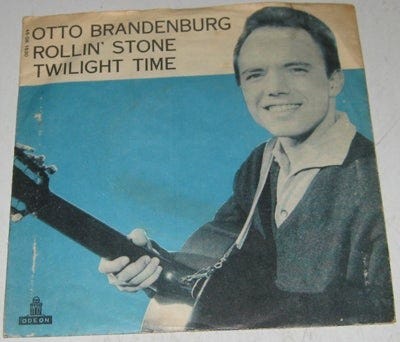 OTTO BRANDENBURG
ROLLIN' STONE
TWILIGHT TIME
ODEON